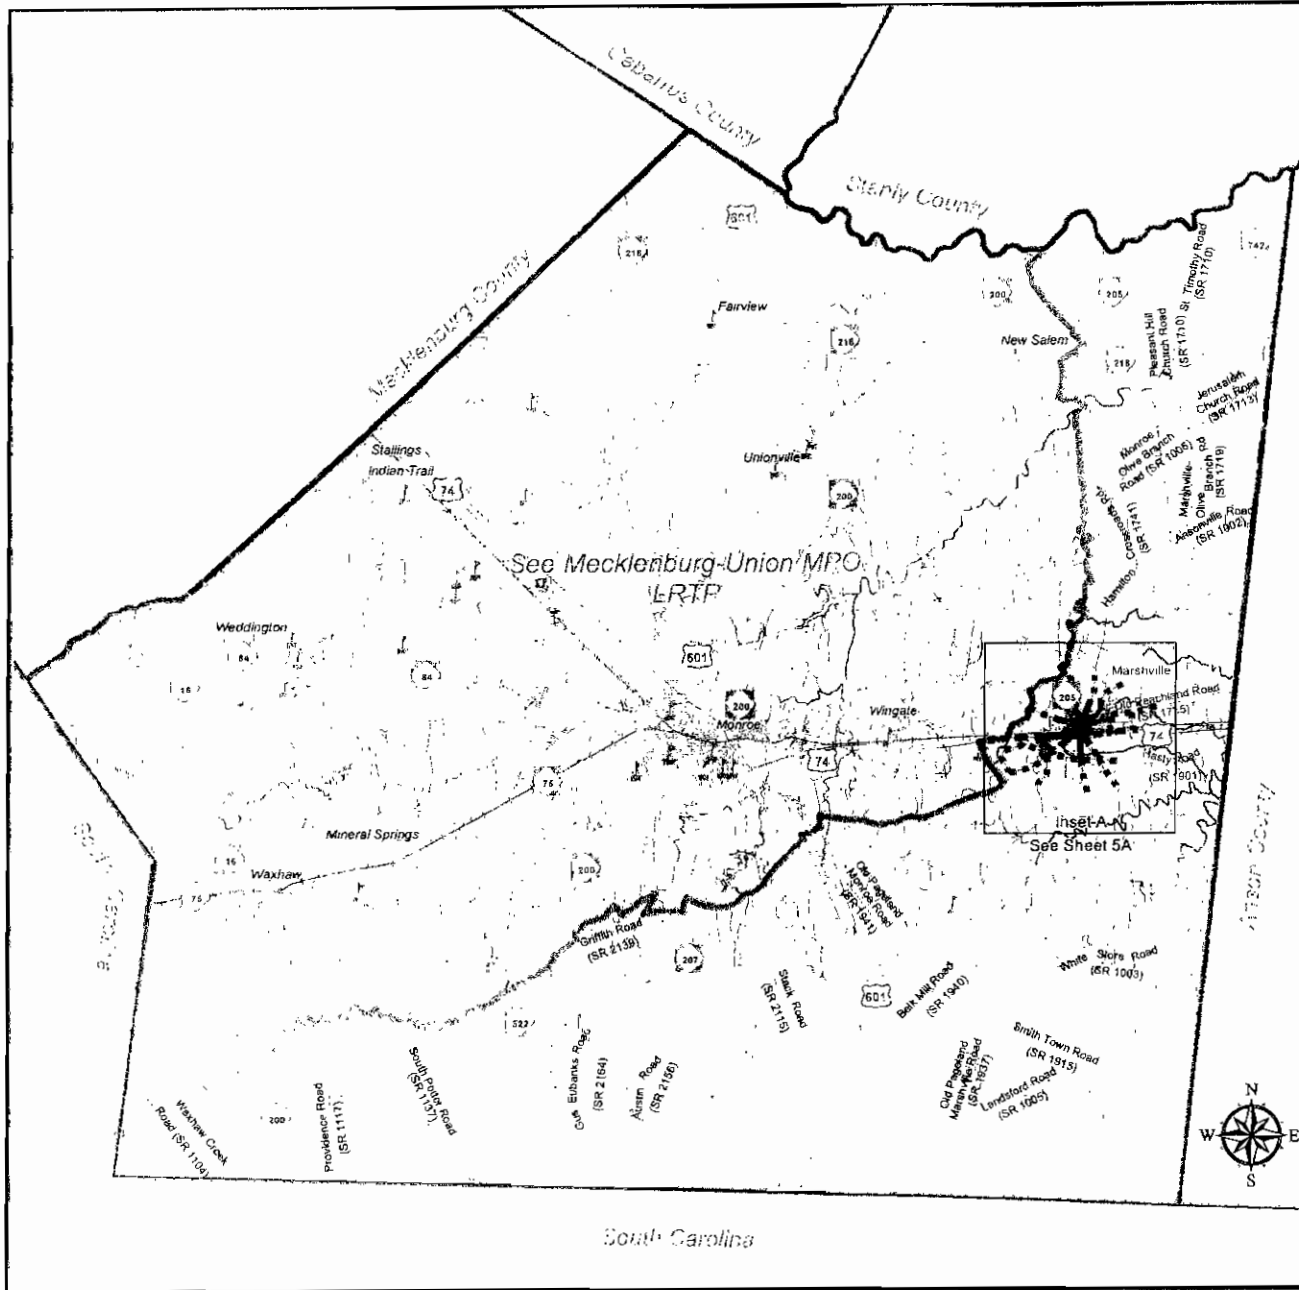 Cabarrus County
Stanly County
601
218
742
Mecklenburg County
200
205
St Timothy Road
(SR 1710)
Fairview
218
New Salem
218
Pleasant Hill
Church Road
(SR 1710)
Jerusalem
Church Road
(SR 1713)
Stallings
Indian Trail
74
Unionville
200
Monroe
Olive Branch
Road (SR 1006)
Marshville-
Olive Branch Rd
(SR 1719)
Ansonville Road
(SR 1002)
Hamilton Crossroads Rd
(SR 1741)
See Mecklenburg-Union MPO
LRTP
Weddington
84
16
84
601
200
Monroe
Wingate
Marshville
205
Old Peachland Road
74
74
Hasty Road
(SR 1901)
75
Mineral Springs
Inset A
See Sheet 5A
16
Waxhaw
75
200
Anson County
Griffith Road
(SR 2139)
207
Old Pageland
Monroe Road
(SR 1941)
White Store Road
(SR 1003)
Stack Road
(SR 2115)
601
Belk Mill Road
(SR 1940)
522
Smith Town Road
(SR 1915)
Landsford Road
(SR 1005)
Old Pageland
Marshville Road
(SR 1937)
South Potter Road
(SR 1137)
Gus Eubanks Road
(SR 2164)
Austin Road
(SR 2156)
Waxhaw Creek
Road (SR 1104)
200
Providence Road
(SR 1117)
N
W E
S
South Carolina